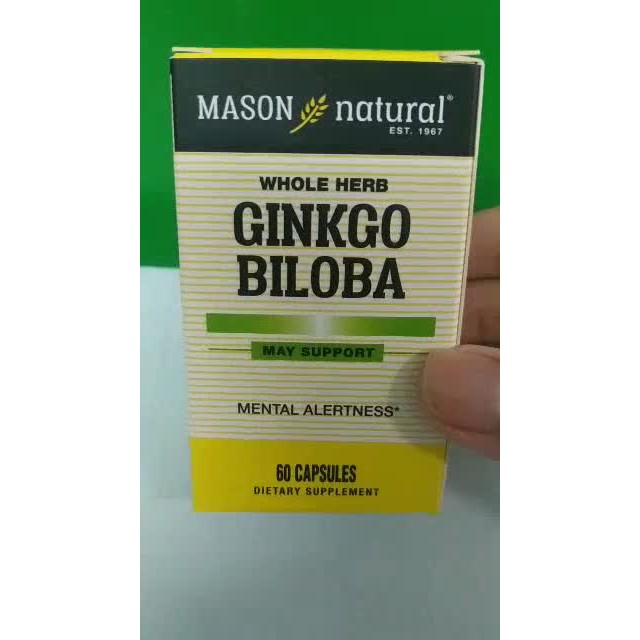 MASON natural®
EST. 1967
WHOLE HERB
GINKGO
BILOBA
MAY SUPPORT
MENTAL ALERTNESS*
60 CAPSULES
DIETARY SUPPLEMENT